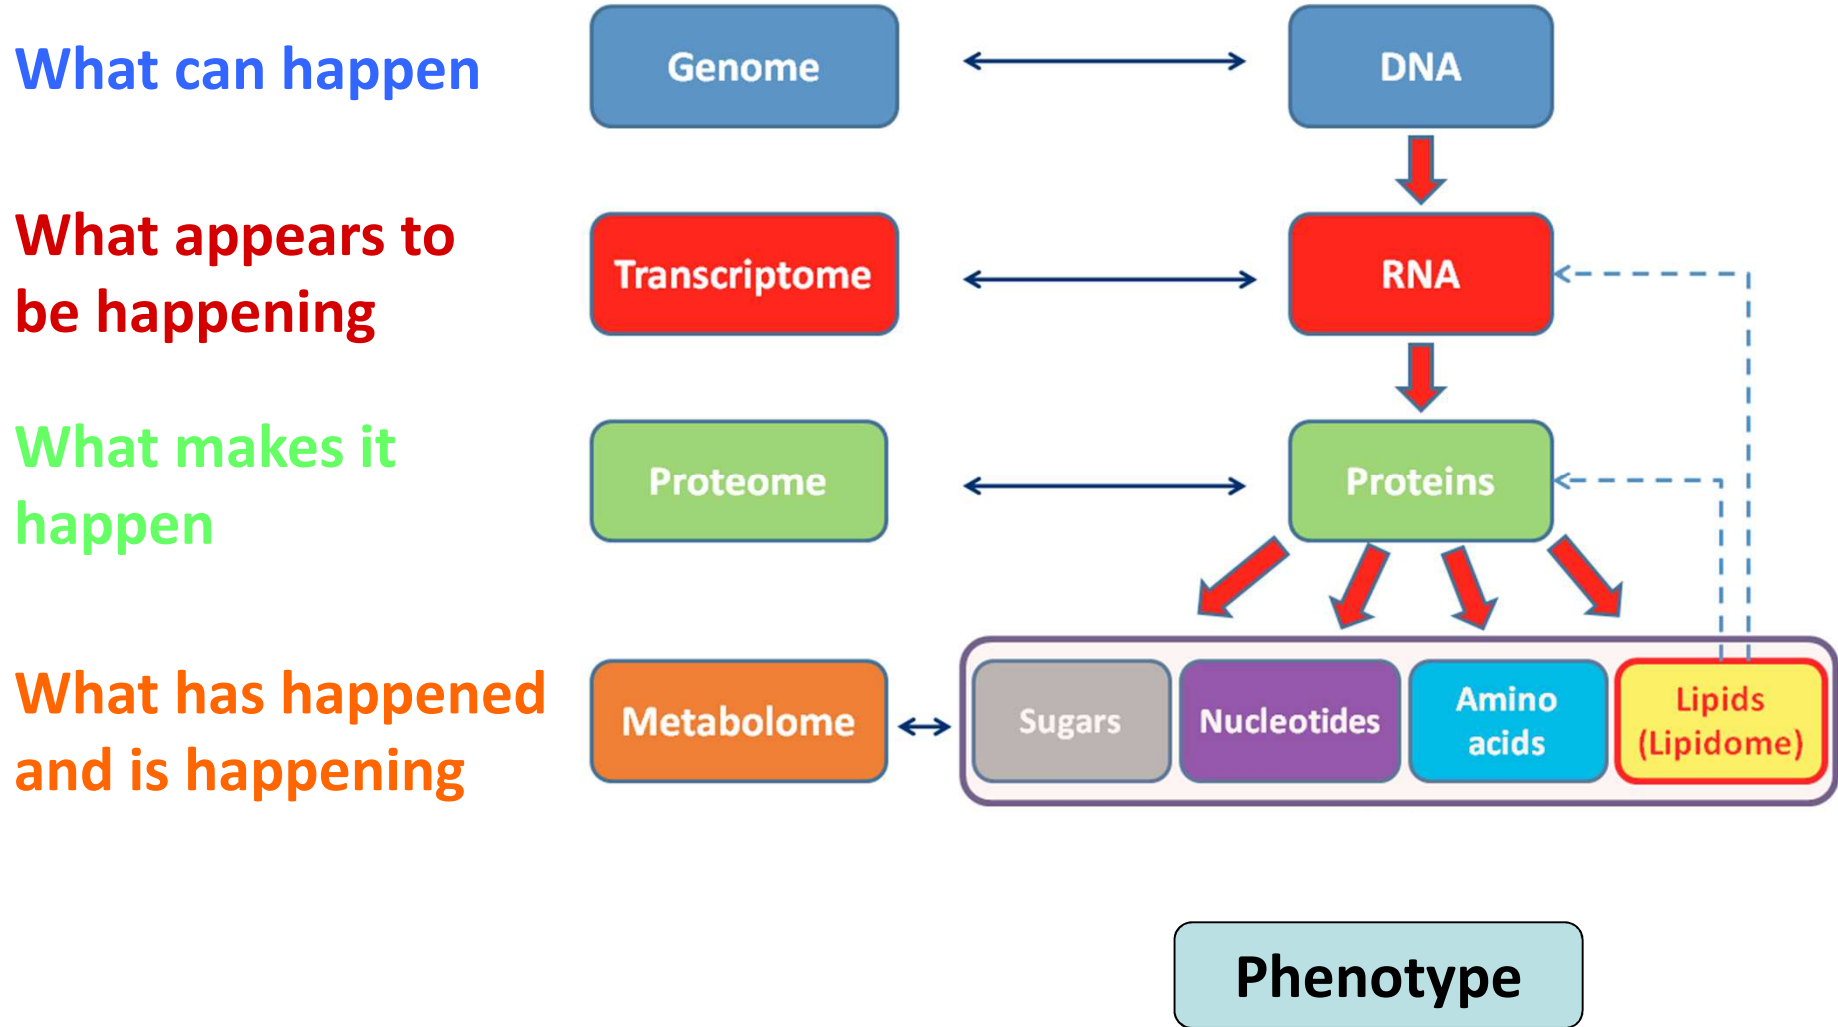 What can happen
Genome
DNA
What appears to
be happening
Transcriptome
RNA
What makes it
happen
Proteome
Proteins
What has happened
and is happening
Metabolome
Sugars
Nucleotides
Amino
acids
Lipids
(Lipidome)
Phenotype